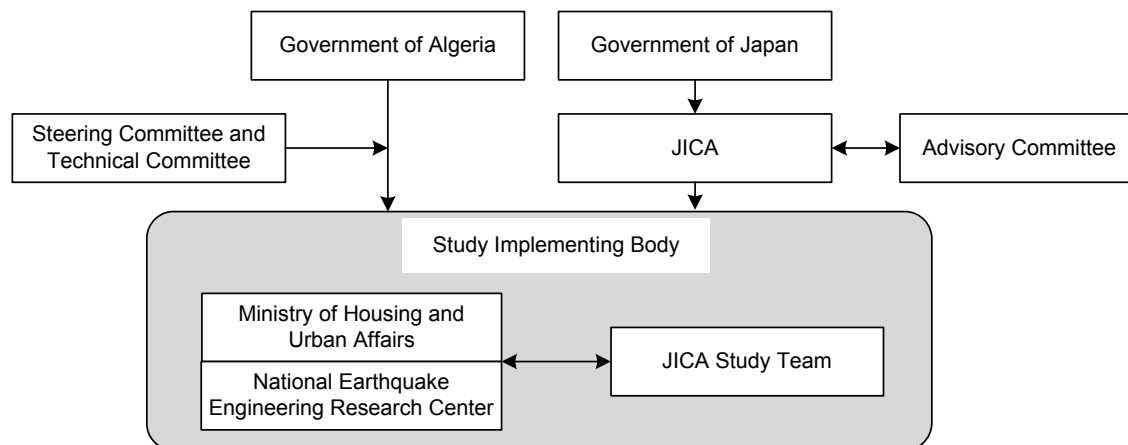 Government of Algeria
Government of Japan
Steering Committee and
Technical Committee
JICA
Advisory Committee
Study Implementing Body
Ministry of Housing and
Urban Affairs
National Earthquake
Engineering Research Center
JICA Study Team